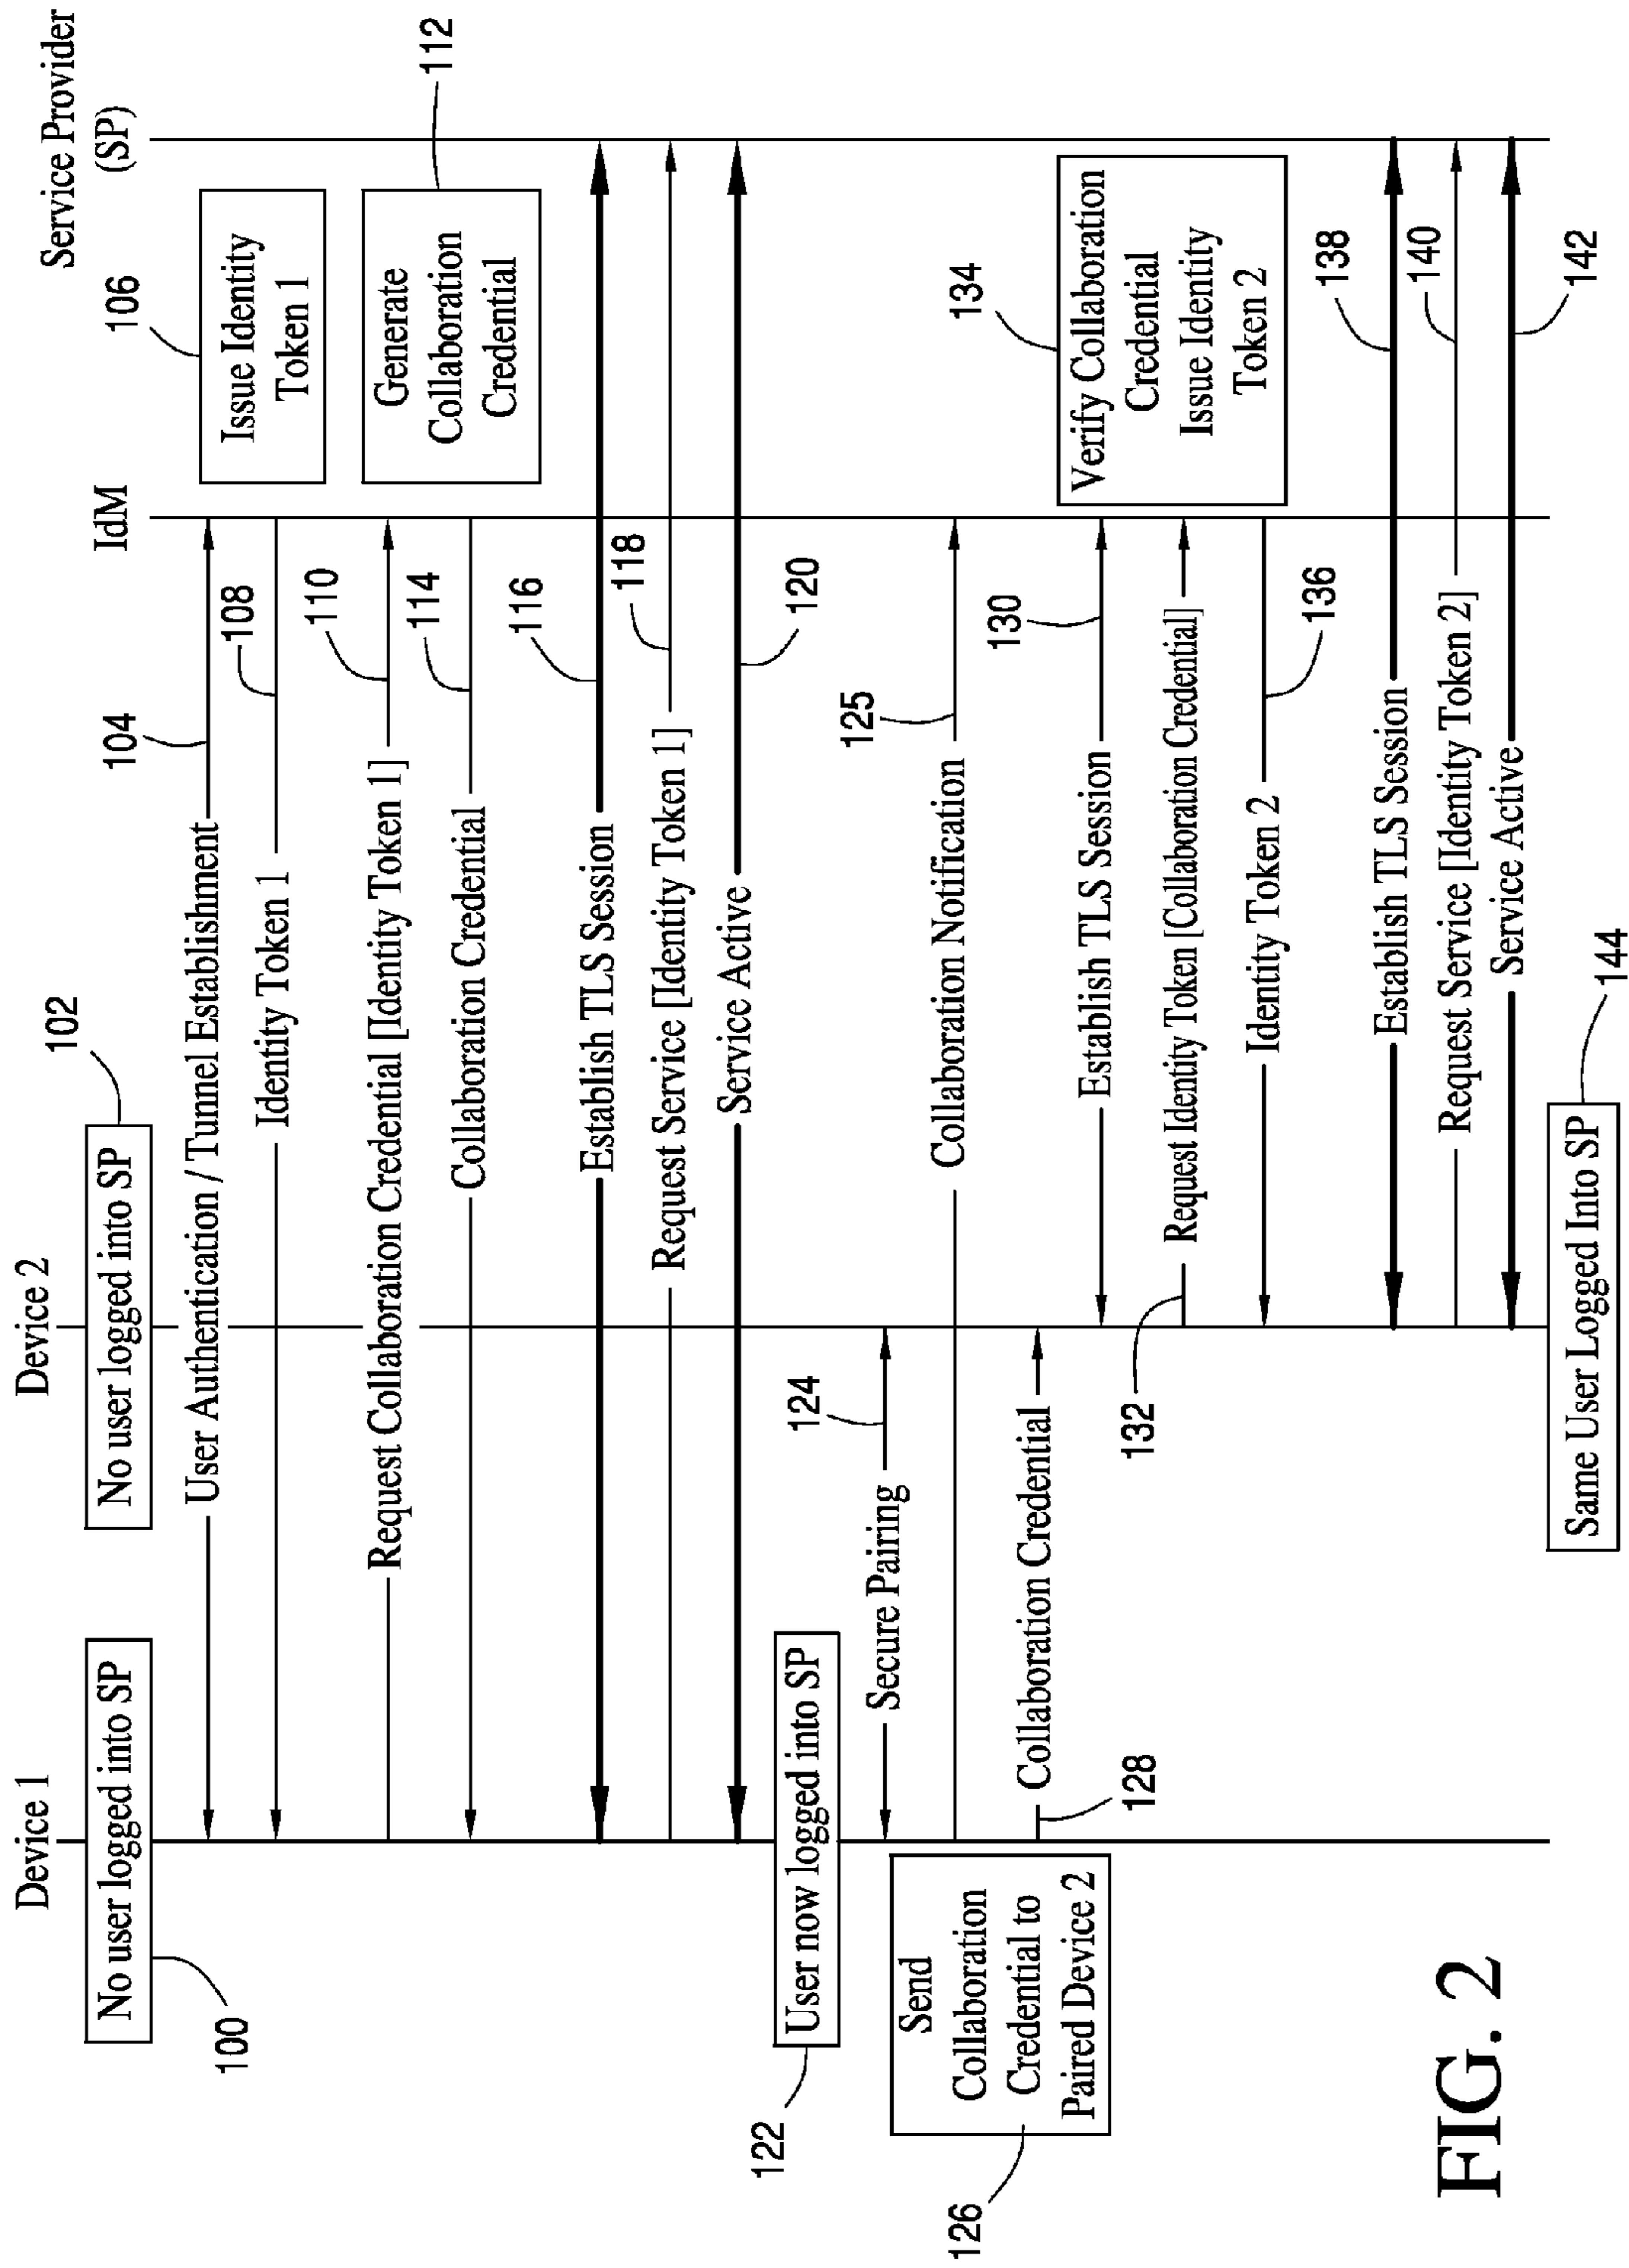 Device 1
Device 2
IdM
Service Provider
(SP)
No user logged into SP
100
No user logged into SP
102
User Authentication / Tunnel Establishment
104
Issue Identity
Token 1
106
Identity Token 1
108
Request Collaboration Credential [Identity Token 1]
110
Generate
Collaboration
Credential
112
Collaboration Credential
114
Establish TLS Session
116
Request Service [Identity Token 1]
118
Service Active
120
User now logged into SP
122
Secure Pairing
124
Collaboration Notification
125
Send
Collaboration
Credential to
Paired Device 2
126
Collaboration Credential
128
Establish TLS Session
130
Request Identity Token [Collaboration Credential]
132
Verify Collaboration
Credential
Issue Identity
Token 2
134
Identity Token 2
136
Establish TLS Session
138
Request Service [Identity Token 2]
140
Service Active
142
Same User Logged Into SP
144
FIG. 2